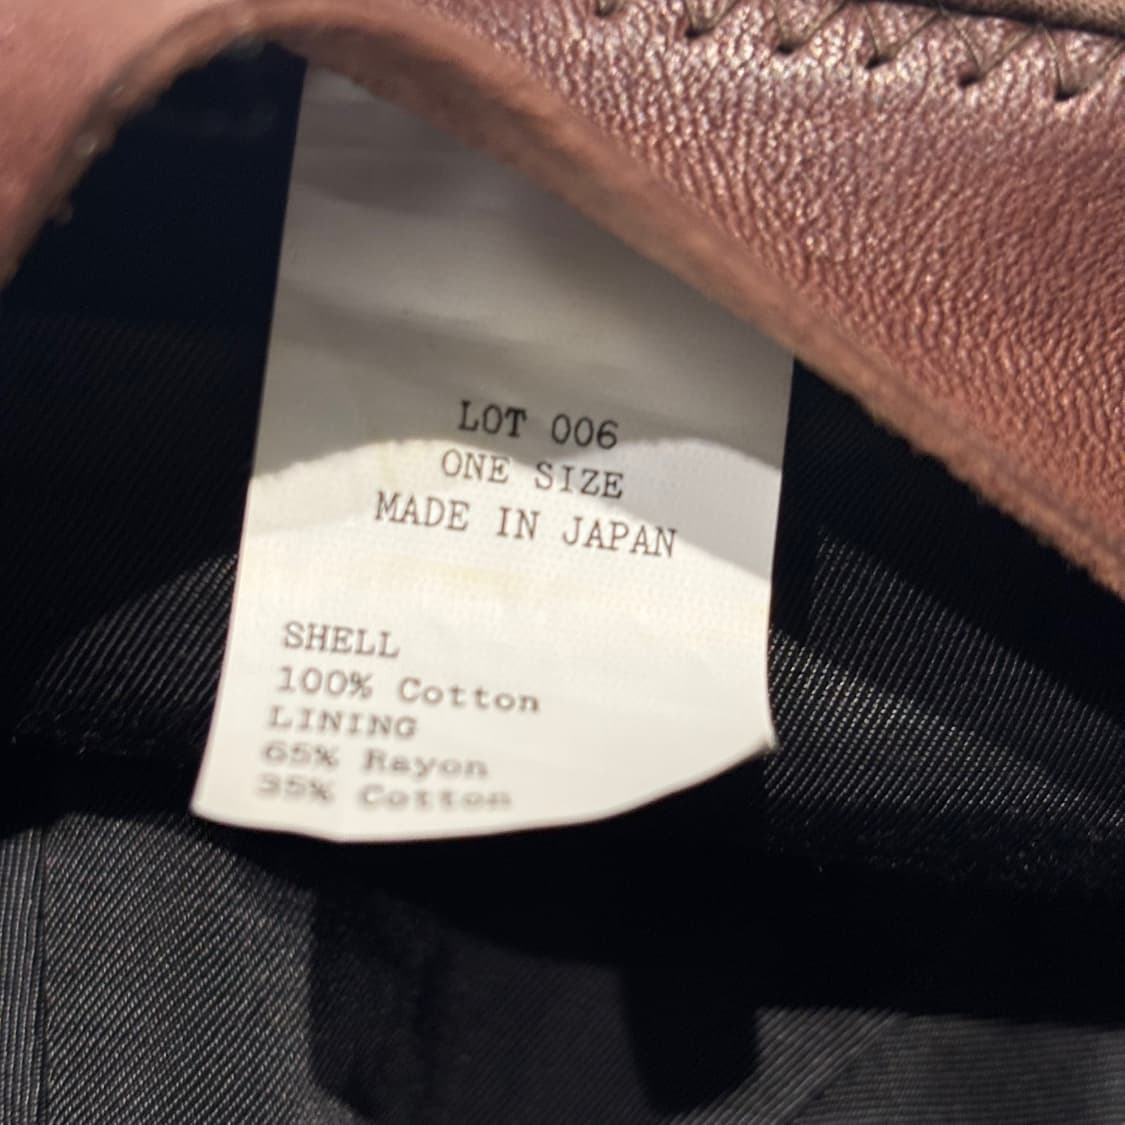 LOT 006
ONE SIZE
MADE IN JAPAN
SHELL
100% Cotton
LINING
65% Rayon
35% Cotton